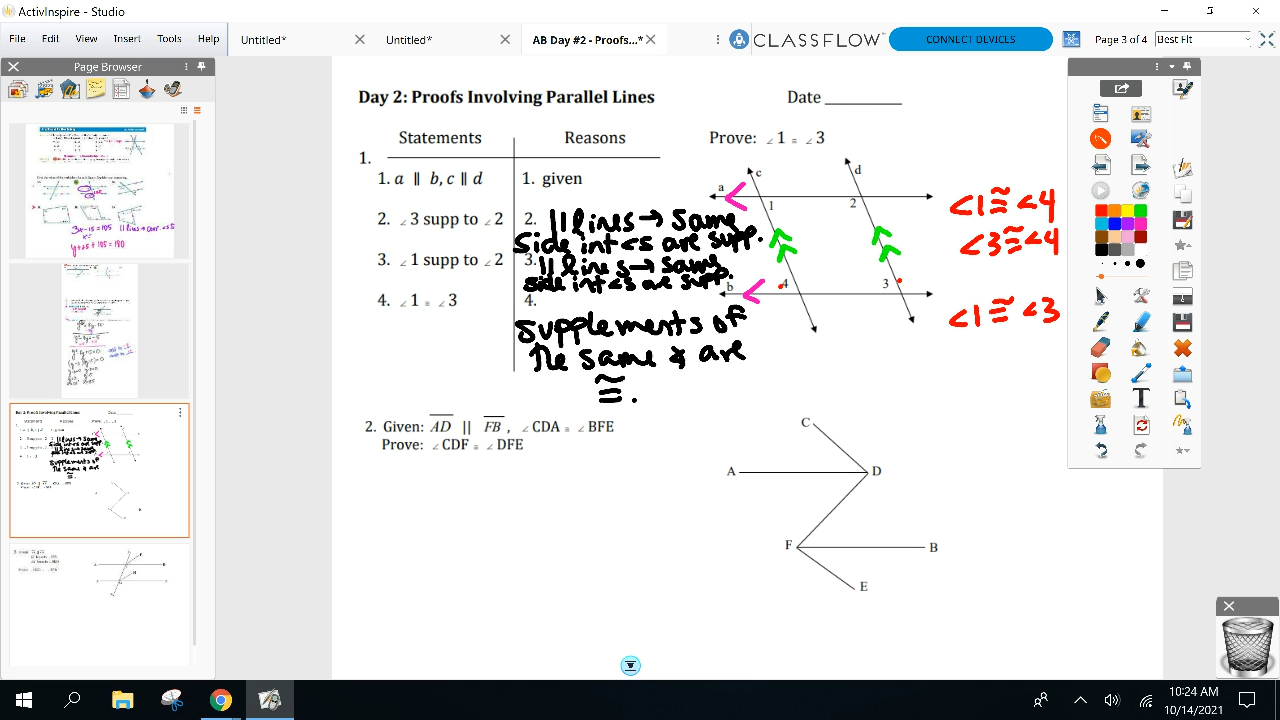 ActivInspire - Studio
File Edit View Insert Tools Help
Untitled*
Untitled*
AB Day #2 - Proofs...*
CLASSFLOW
CONNECT DEVICES
Page 3 of 4
Best Fit
Page Browser
Day 2: Proofs Involving Parallel Lines
Date
Statements Reasons
Prove: ∠1 ≅ ∠3
1.
1. a ∥ b, c ∥ d
1. given
2. ∠3 supp to ∠2
2. || lines → same
side int <s are supp.
3. ∠1 supp to ∠2
3. || lines → same
side int <s are supp.
4. ∠1 ≅ ∠3
4.
Supplements of
the same ∡ are
≅.
a
c
d
1
2
b
4
3
<1≅<4
<3≅<4
<1≅<3
2. Given: AD || FB, ∠CDA ≅ ∠BFE
Prove: ∠CDF ≅ ∠DFE
C
A
D
F
B
E
10:24 AM
10/14/2021